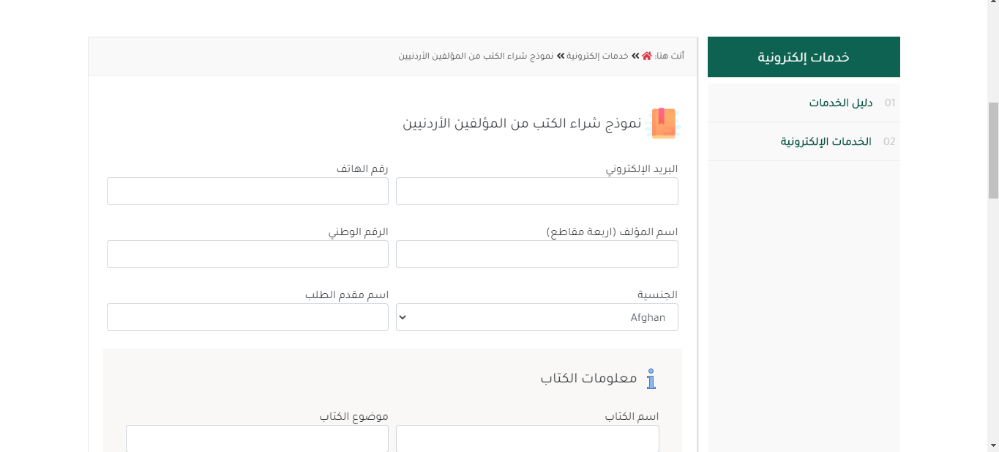 خدمات إلكترونية
01 دليل الخدمات
02 الخدمات الإلكترونية
أنت هنا: » خدمات إلكترونية » نموذج شراء الكتب من المؤلفين الأردنيين
نموذج شراء الكتب من المؤلفين الأردنيين
البريد الإلكتروني
رقم الهاتف
اسم المؤلف (اربعة مقاطع)
الرقم الوطني
الجنسية
اسم مقدم الطلب
Afghan
معلومات الكتاب
اسم الكتاب
موضوع الكتاب